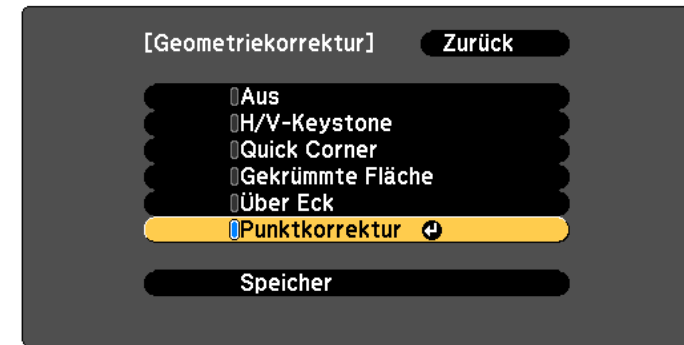 [Geometriekorrektur] Zurück
Aus
H/V-Keystone
Quick Corner
Gekrümmte Fläche
Über Eck
Punktkorrektur
Speicher